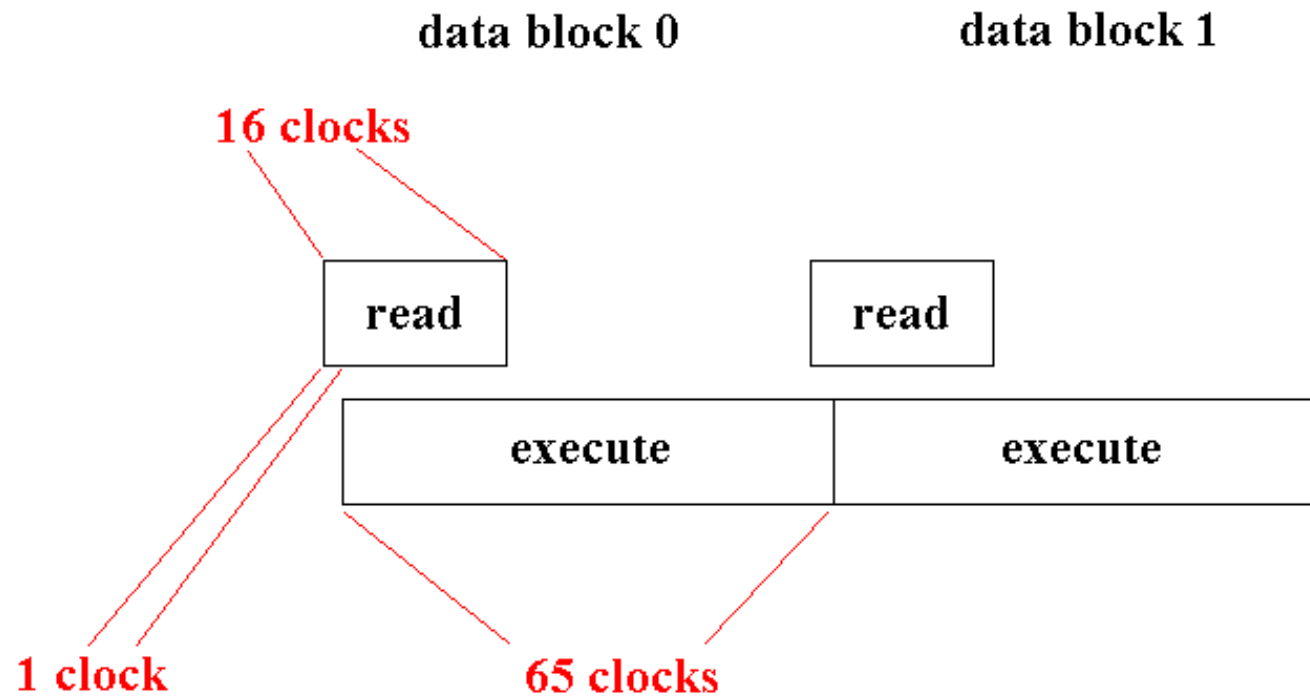 data block 0
data block 1
16 clocks
read
read
execute
execute
1 clock
65 clocks